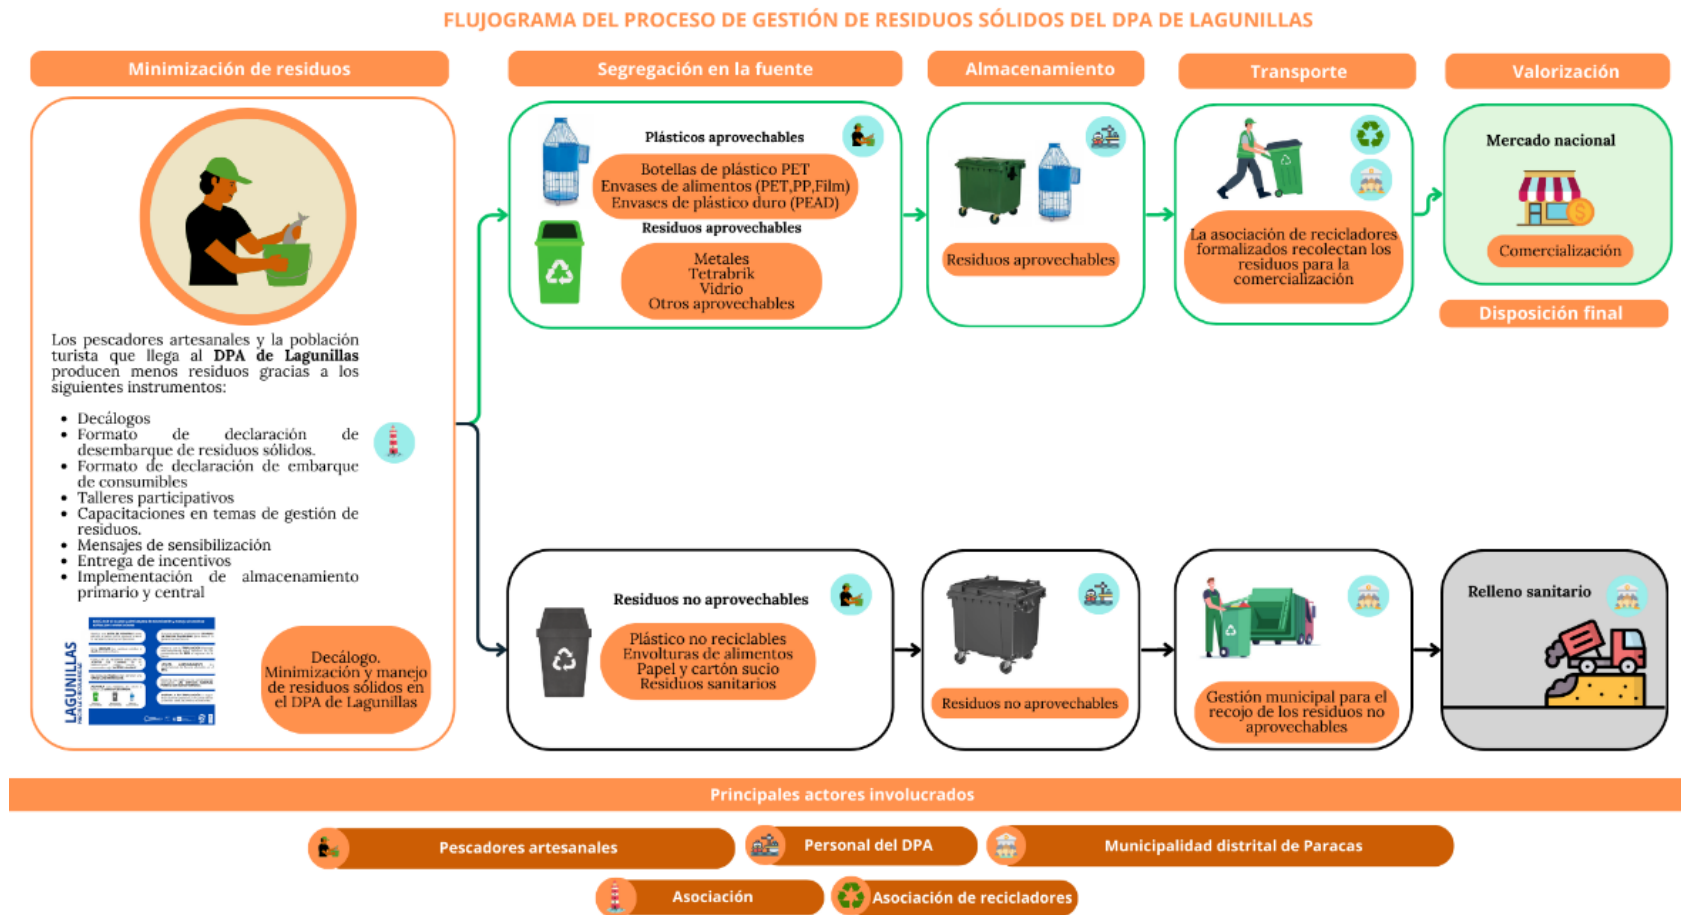 FLUJOGRAMA DEL PROCESO DE GESTIÓN DE RESIDUOS SÓLIDOS DEL DPA DE LAGUNILLAS
Minimización de residuos
Los pescadores artesanales y la población
turista que llega al DPA de Lagunillas
producen menos residuos gracias a los
siguientes instrumentos:
• Decálogos
• Formato de declaración de
desembarque de residuos sólidos.
• Formato de declaración de embarque
de consumibles
• Talleres participativos
• Capacitaciones en temas de gestión de
residuos.
• Mensajes de sensibilización
• Entrega de incentivos
• Implementación de almacenamiento
primario y central
LAGUNILLAS
Decálogo.
Minimización y manejo
de residuos sólidos en
el DPA de Lagunillas
Segregación en la fuente
Plásticos aprovechables
Botellas de plástico PET
Envases de alimentos (PET,PP,Film)
Envases de plástico duro (PEAD)
Residuos aprovechables
Metales
Tetrabrik
Vidrio
Otros aprovechables
Almacenamiento
Residuos aprovechables
Transporte
La asociación de recicladores
formalizados recolectan los
residuos para la
comercialización
Valorización
Mercado nacional
Comercialización
Disposición final
Residuos no aprovechables
Plástico no reciclables
Envolturas de alimentos
Papel y cartón sucio
Residuos sanitarios
Residuos no aprovechables
Gestión municipal para el
recojo de los residuos no
aprovechables
Relleno sanitario
Principales actores involucrados
Pescadores artesanales
Personal del DPA
Municipalidad distrital de Paracas
Asociación
Asociación de recicladores